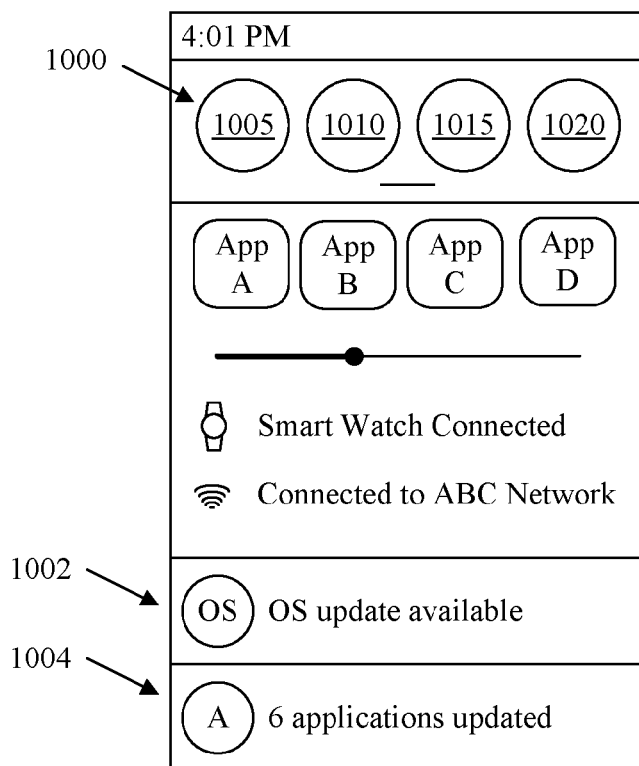 4:01 PM
1000
1005 1010 1015 1020
App A App B App C App D
Smart Watch Connected
Connected to ABC Network
1002
OS OS update available
1004
A 6 applications updated